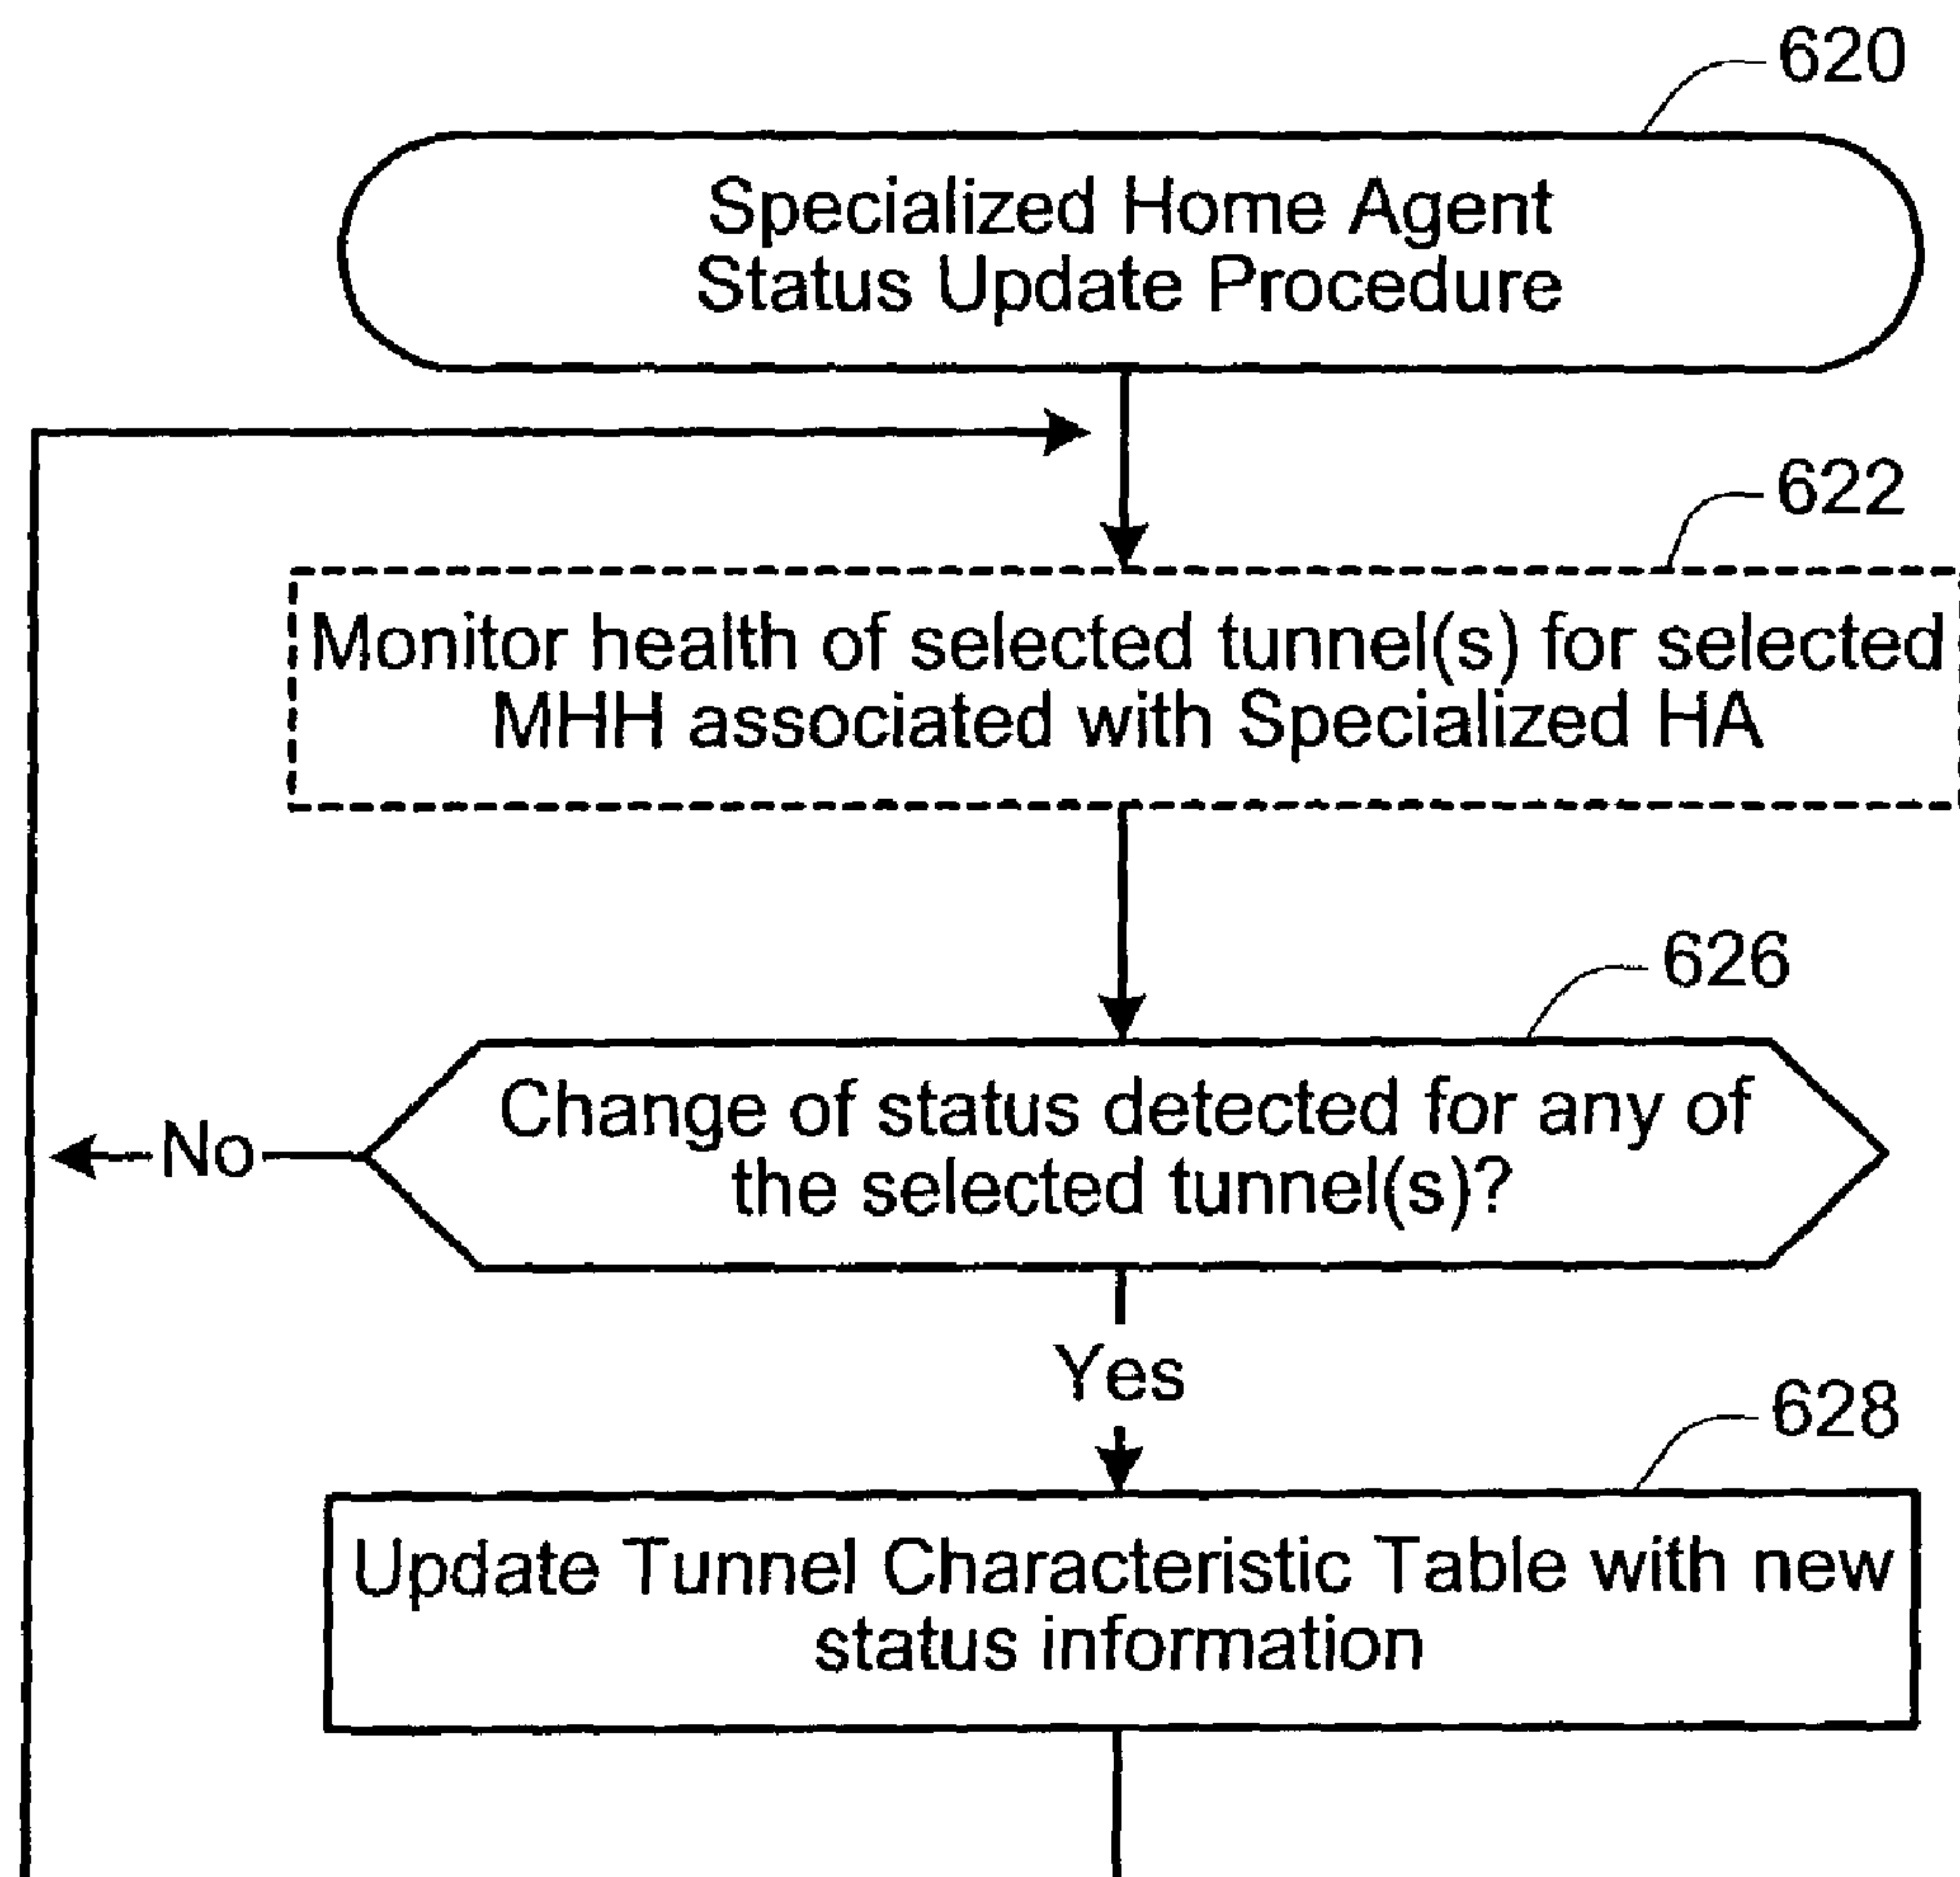 620
Specialized Home Agent
Status Update Procedure
622
Monitor health of selected tunnel(s) for selected
MHH associated with Specialized HA
626
Change of status detected for any of
the selected tunnel(s)?
No
Yes
628
Update Tunnel Characteristic Table with new
status information